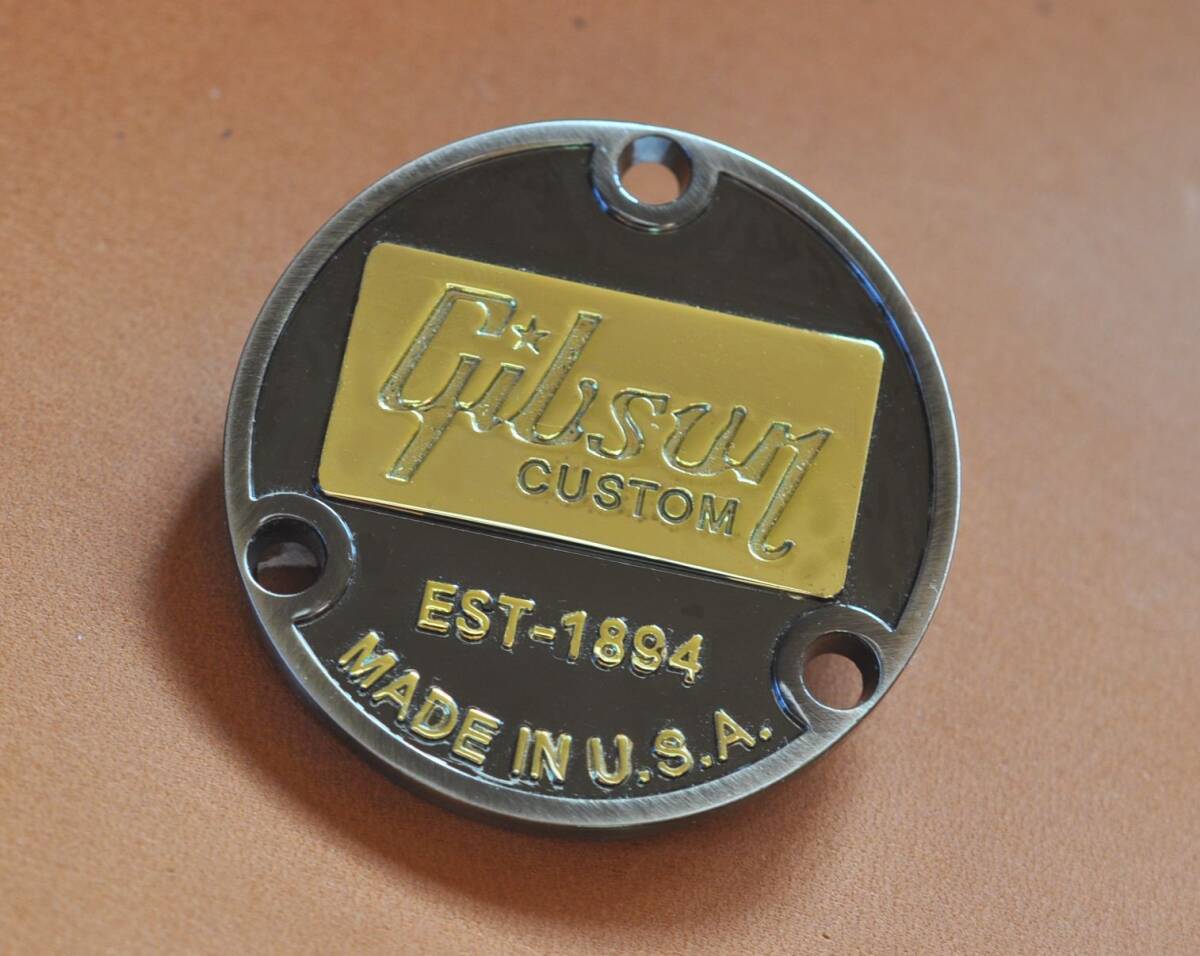 Gibson
CUSTOM
EST-1894
MADE IN U.S.A.